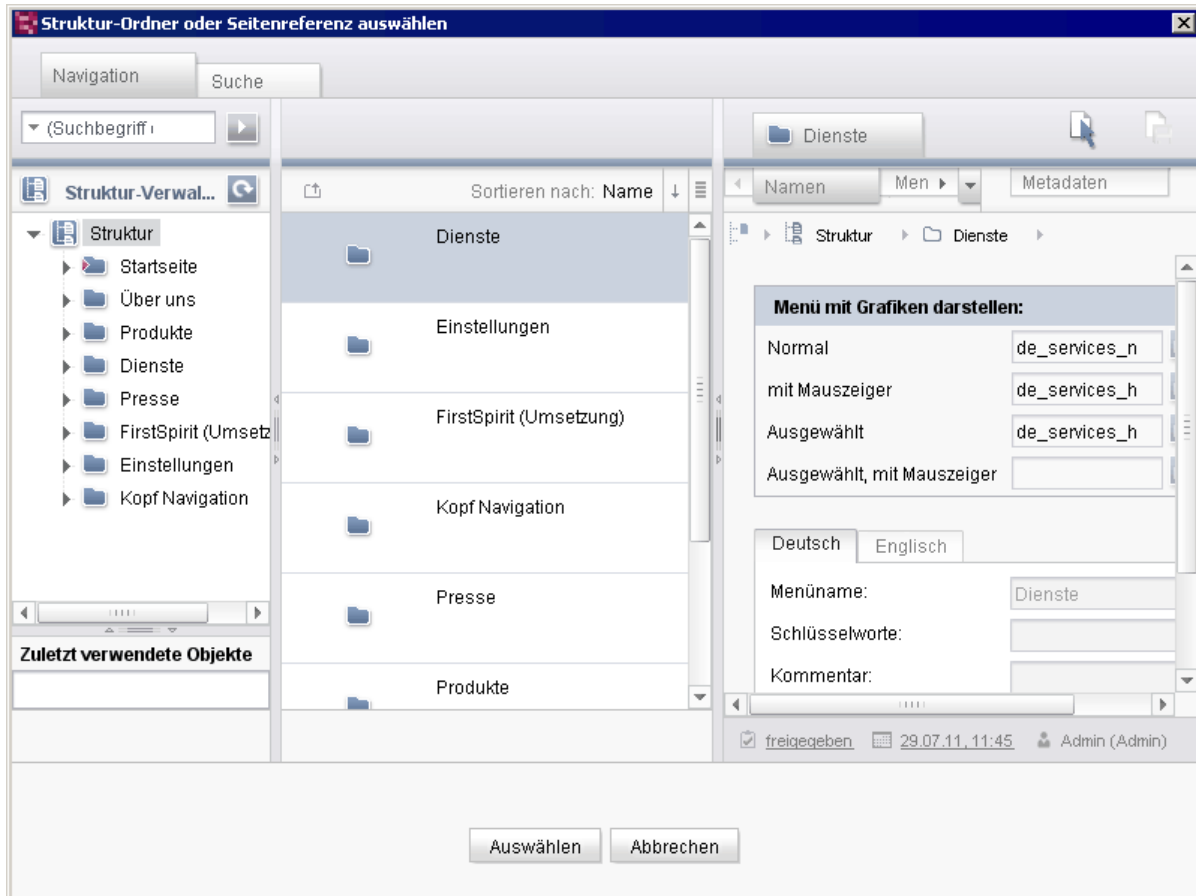 Struktur-Ordner oder Seitenreferenz auswählen
Navigation
Suche
(Suchbegriff
Struktur-Verwal...
Struktur
Startseite
Über uns
Produkte
Dienste
Presse
FirstSpirit (Umsetz
Einstellungen
Kopf Navigation
Zuletzt verwendete Objekte
Sortieren nach: Name
Dienste
Einstellungen
FirstSpirit (Umsetzung)
Kopf Navigation
Presse
Produkte
Dienste
Namen
Men
Metadaten
Struktur
Dienste
Menü mit Grafiken darstellen:
Normal de_services_n
mit Mauszeiger de_services_h
Ausgewählt de_services_h
Ausgewählt, mit Mauszeiger
Deutsch
Englisch
Menüname: Dienste
Schlüsselworte:
Kommentar:
freigegeben 29.07.11, 11:45 Admin (Admin)
Auswählen
Abbrechen